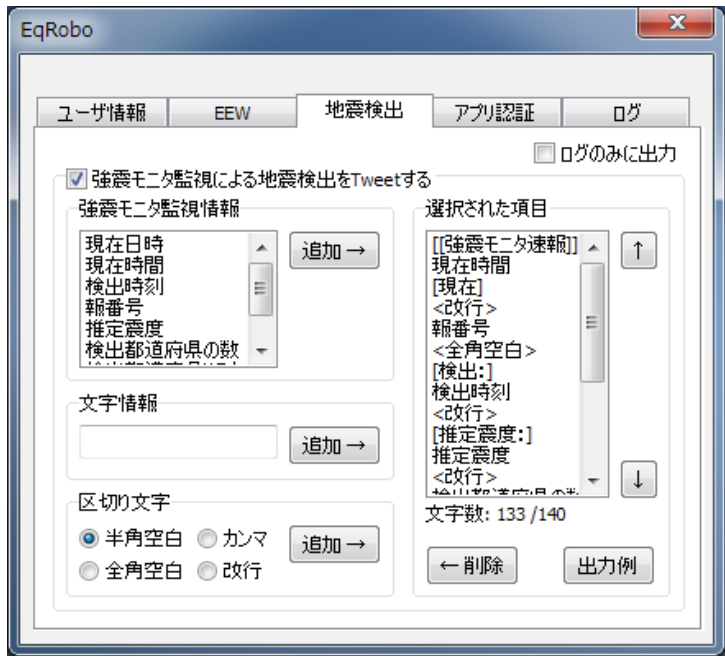 EqRobo
ユーザ情報
EEW
地震検出
アプリ認証
ログ
ログのみに出力
強震モニタ監視による地震検出をTweetする
強震モニタ監視情報
現在日時
現在時間
検出時刻
報番号
推定震度
検出都道府県の数
追加→
文字情報
追加→
区切り文字
半角空白
カンマ
全角空白
改行
追加→
選択された項目
[[強震モニタ速報]]
現在時間
[現在]
<改行>
報番号
<全角空白>
[検出:]
検出時刻
<改行>
[推定震度:]
推定震度
<改行>
↑
↓
文字数: 133 /140
←削除
出力例